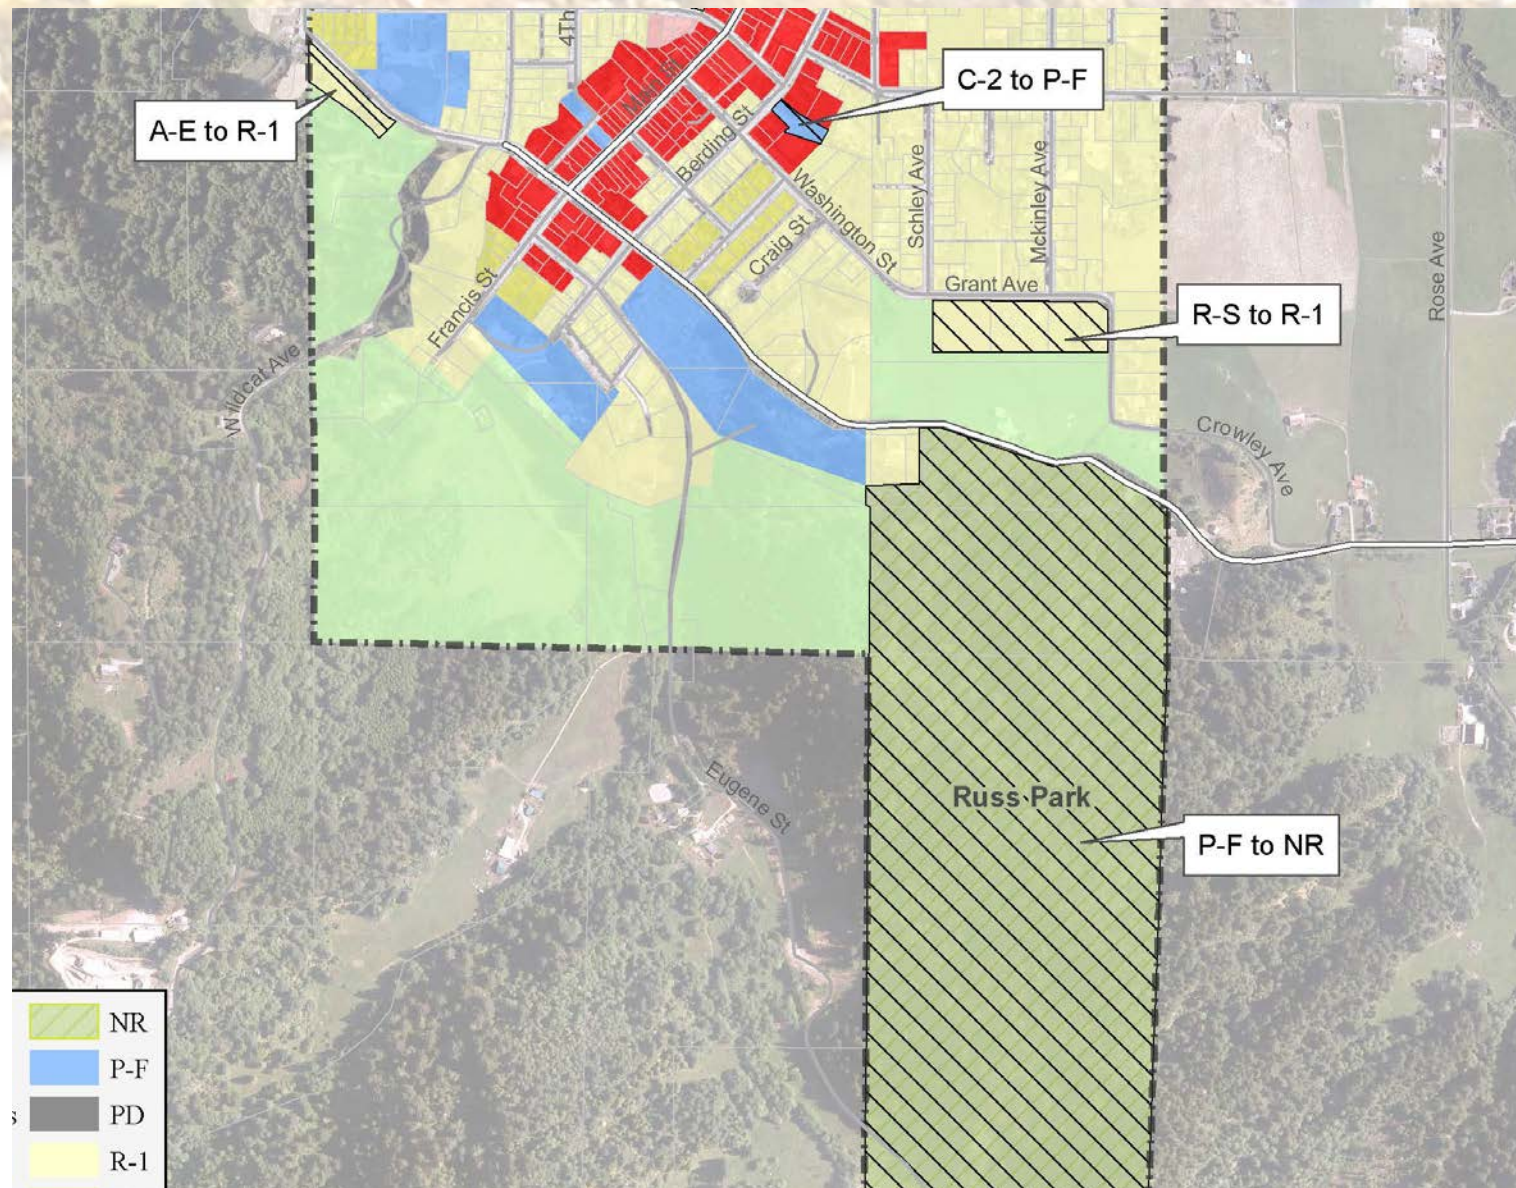 4Th
Main St
C-2 to P-F
A-E to R-1
Berding St
Washington St
Schley Ave
Mckinley Ave
Craig St
Rose Ave
Grant Ave
Francis St
R-S to R-1
Wildcat Ave
Crowley Ave
Eugene St
Russ Park
P-F to NR
NR
P-F
s PD
R-1